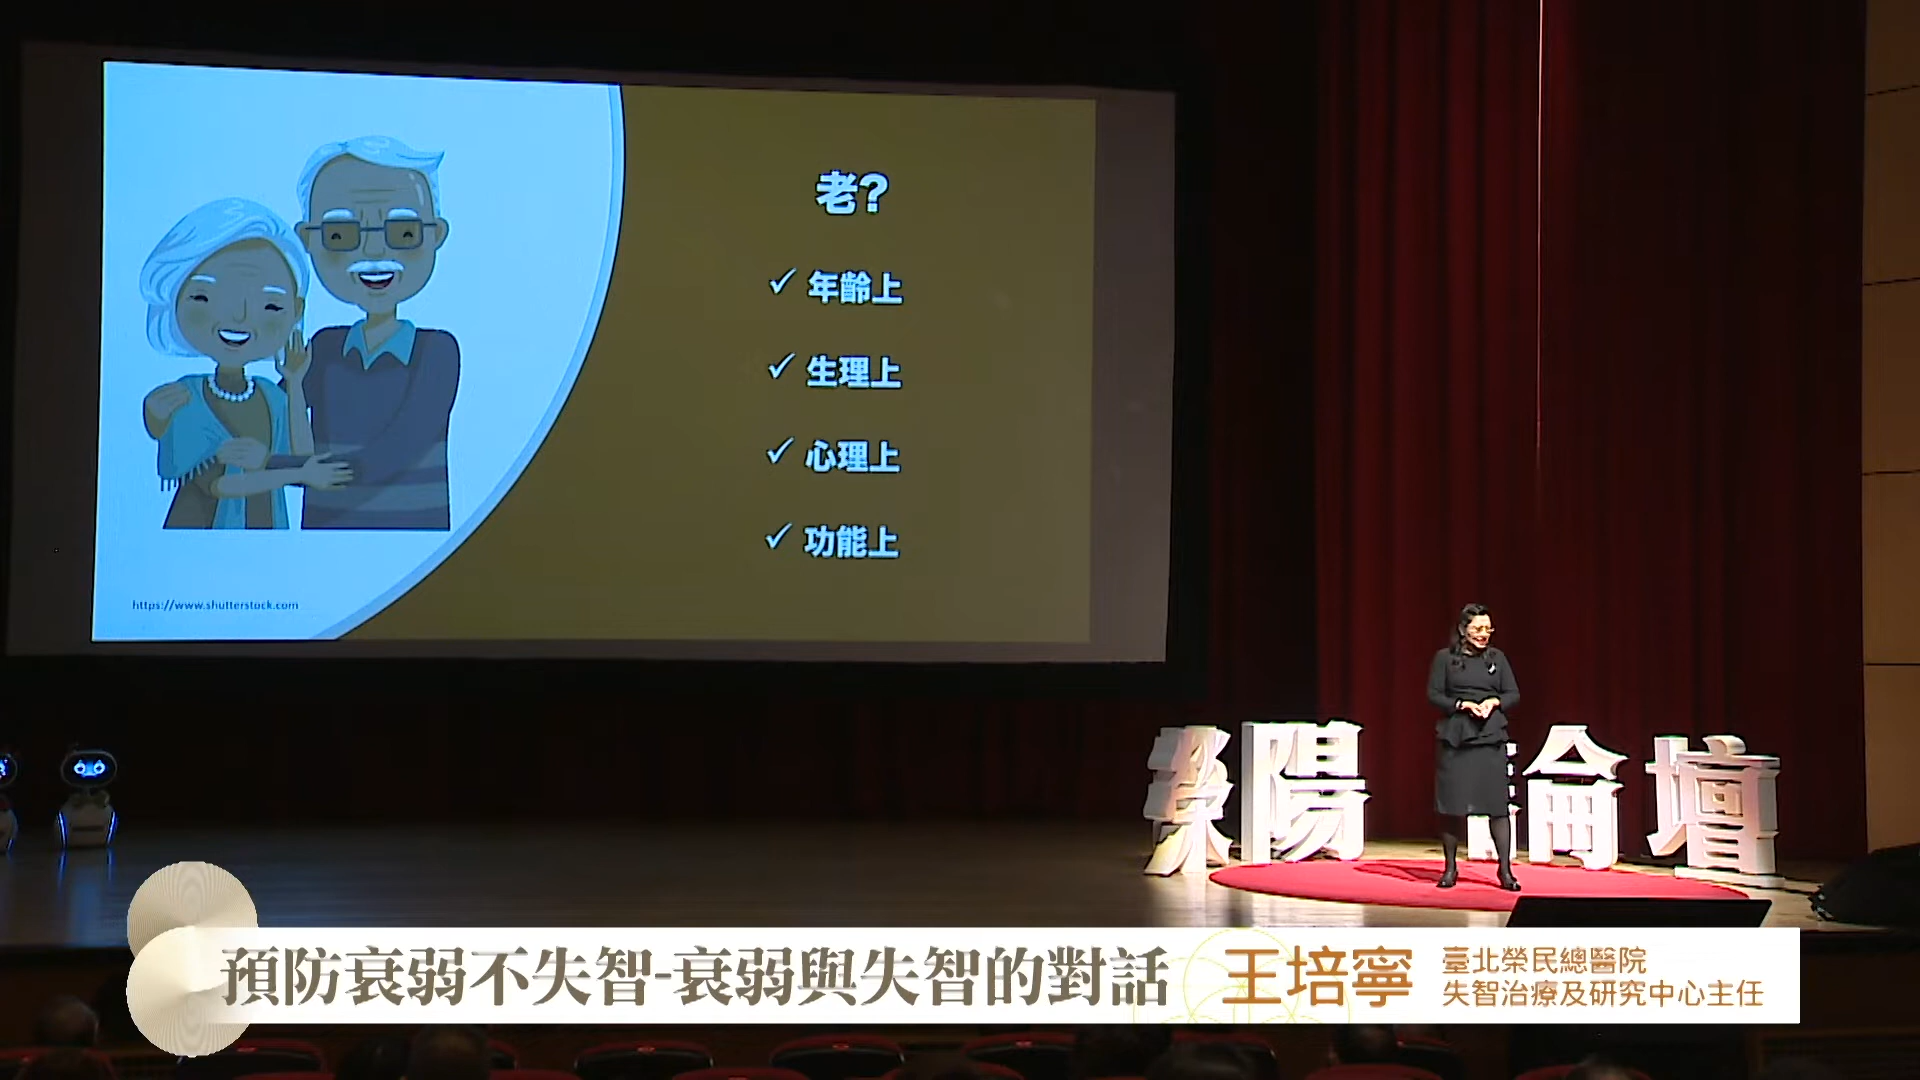 老?
✓ 年齡上
✓ 生理上
✓ 心理上
✓ 功能上
https://www.shutterstock.com
榮陽論壇
預防衰弱不失智-衰弱與失智的對話
王培寧
臺北榮民總醫院
失智治療及研究中心主任